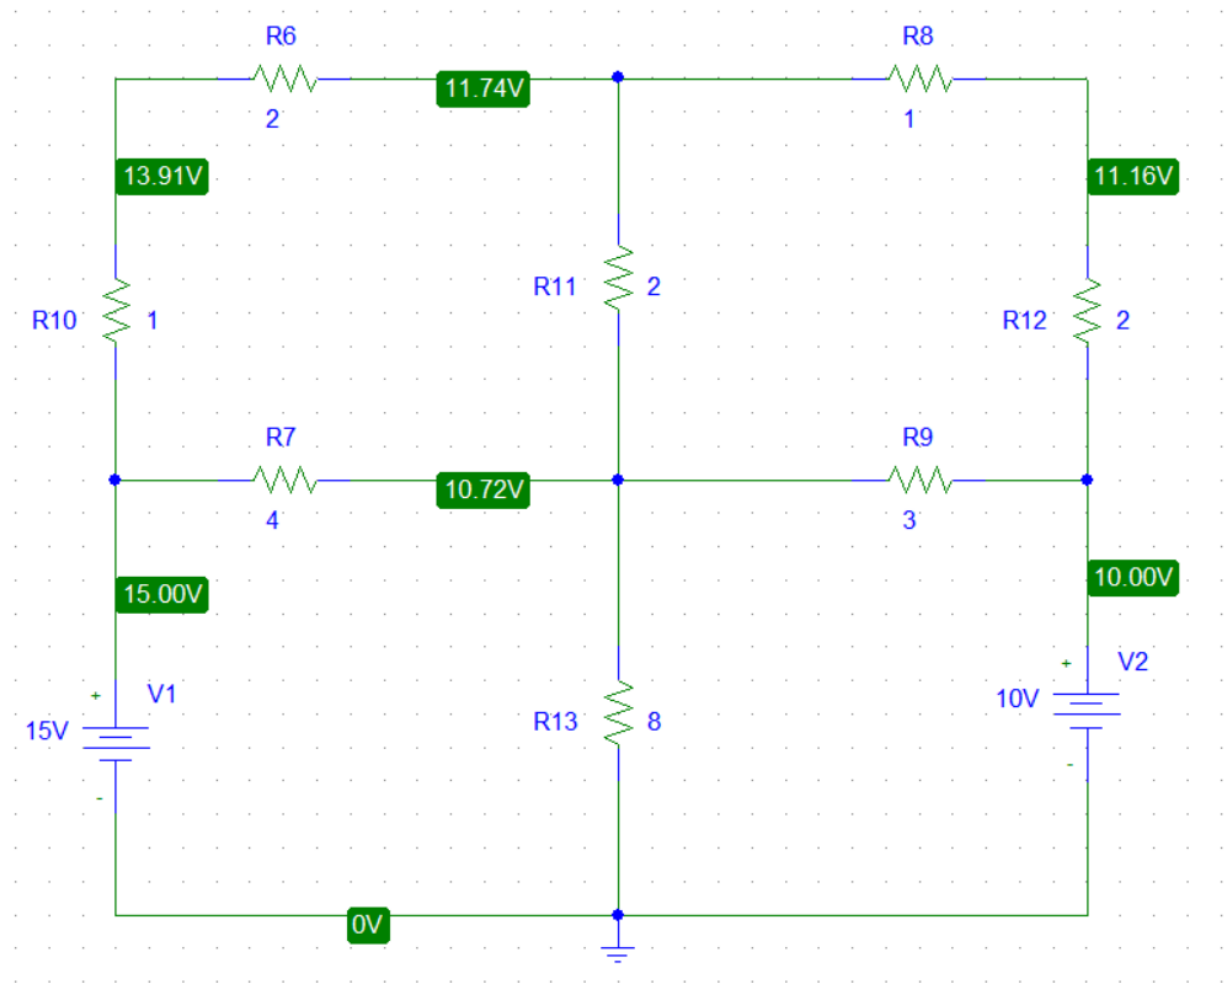 R6
R8
11.74V
2
1
13.91V
11.16V
R11
2
R10
1
R12
2
R7
R9
10.72V
4
3
15.00V
10.00V
+
V2
+
V1
10V
R13
8
15V
-
-
0V